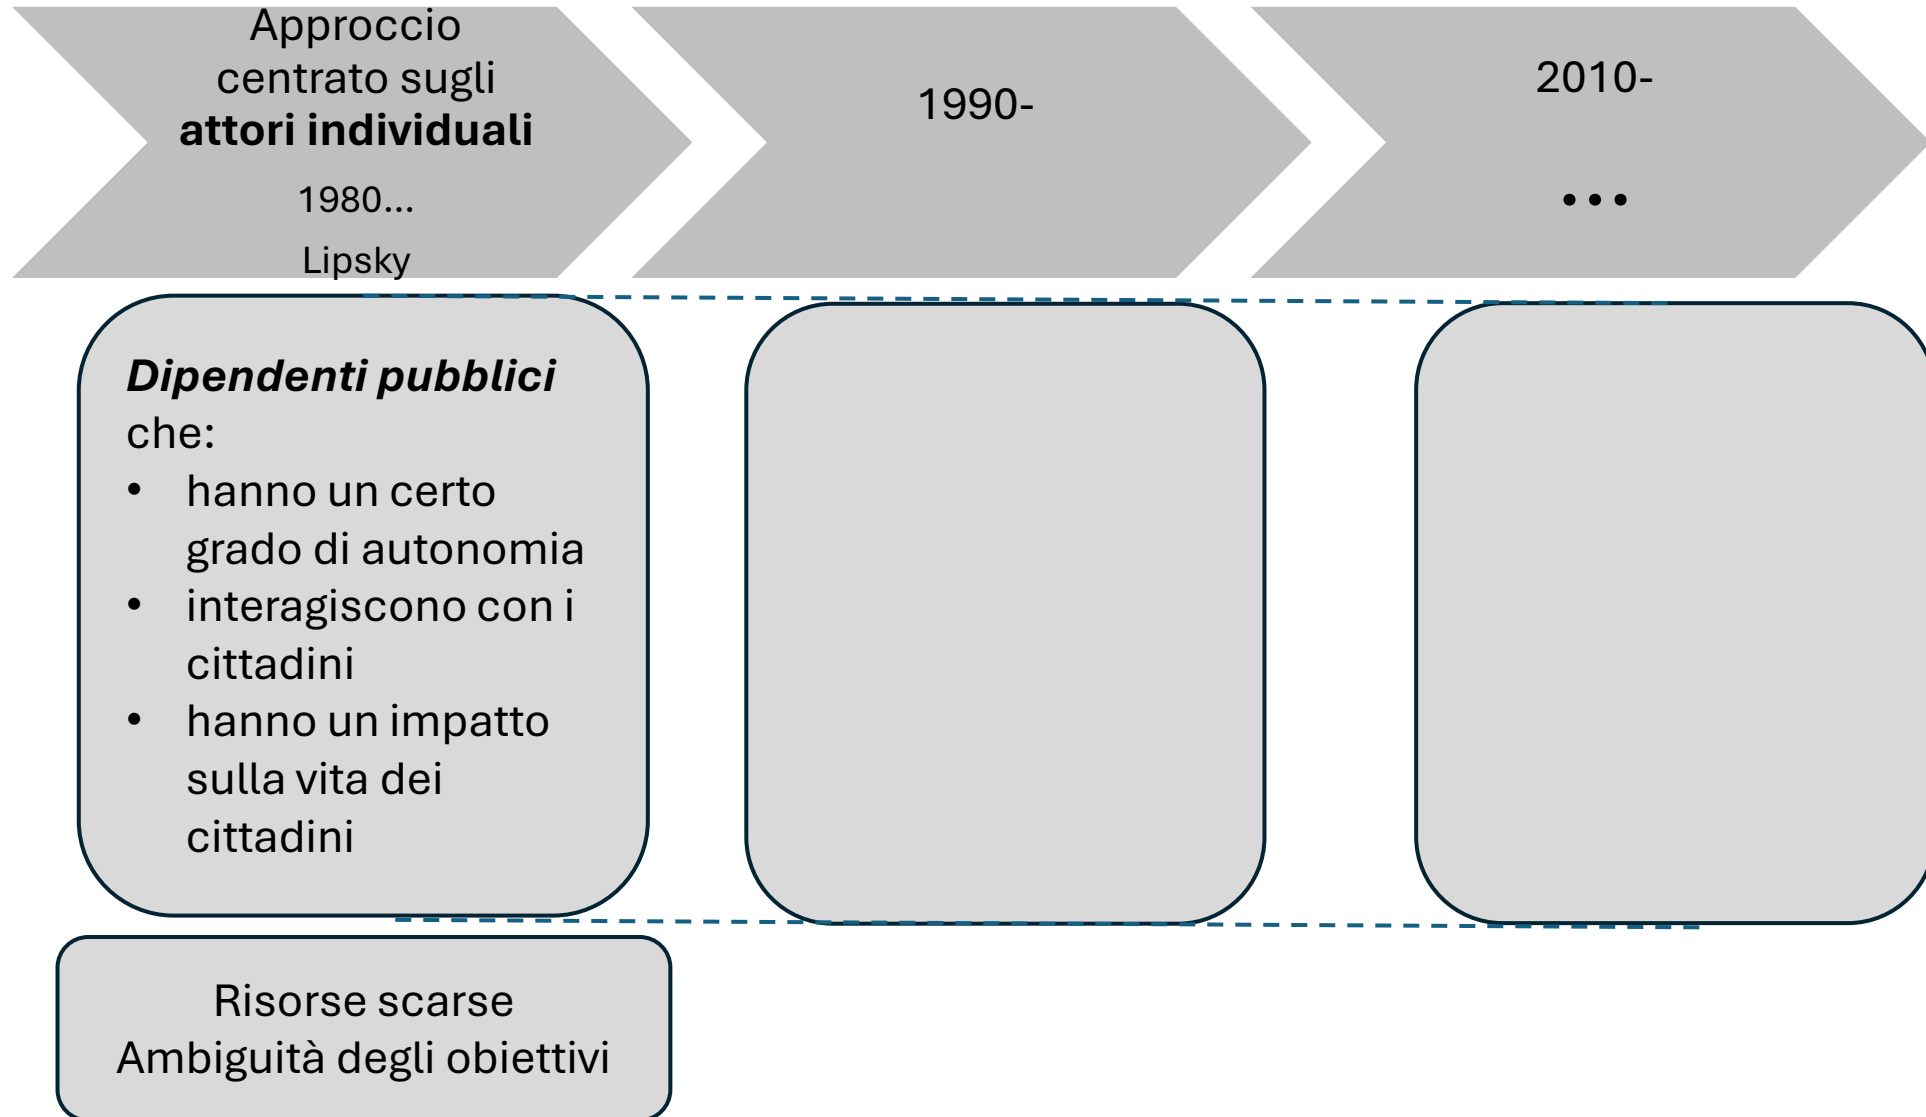 Approccio
centrato sugli
attori individuali
1980...
Lipsky
1990-
2010-
...
Dipendenti pubblici
che:
• hanno un certo
grado di autonomia
• interagiscono con i
cittadini
• hanno un impatto
sulla vita dei
cittadini
Risorse scarse
Ambiguità degli obiettivi